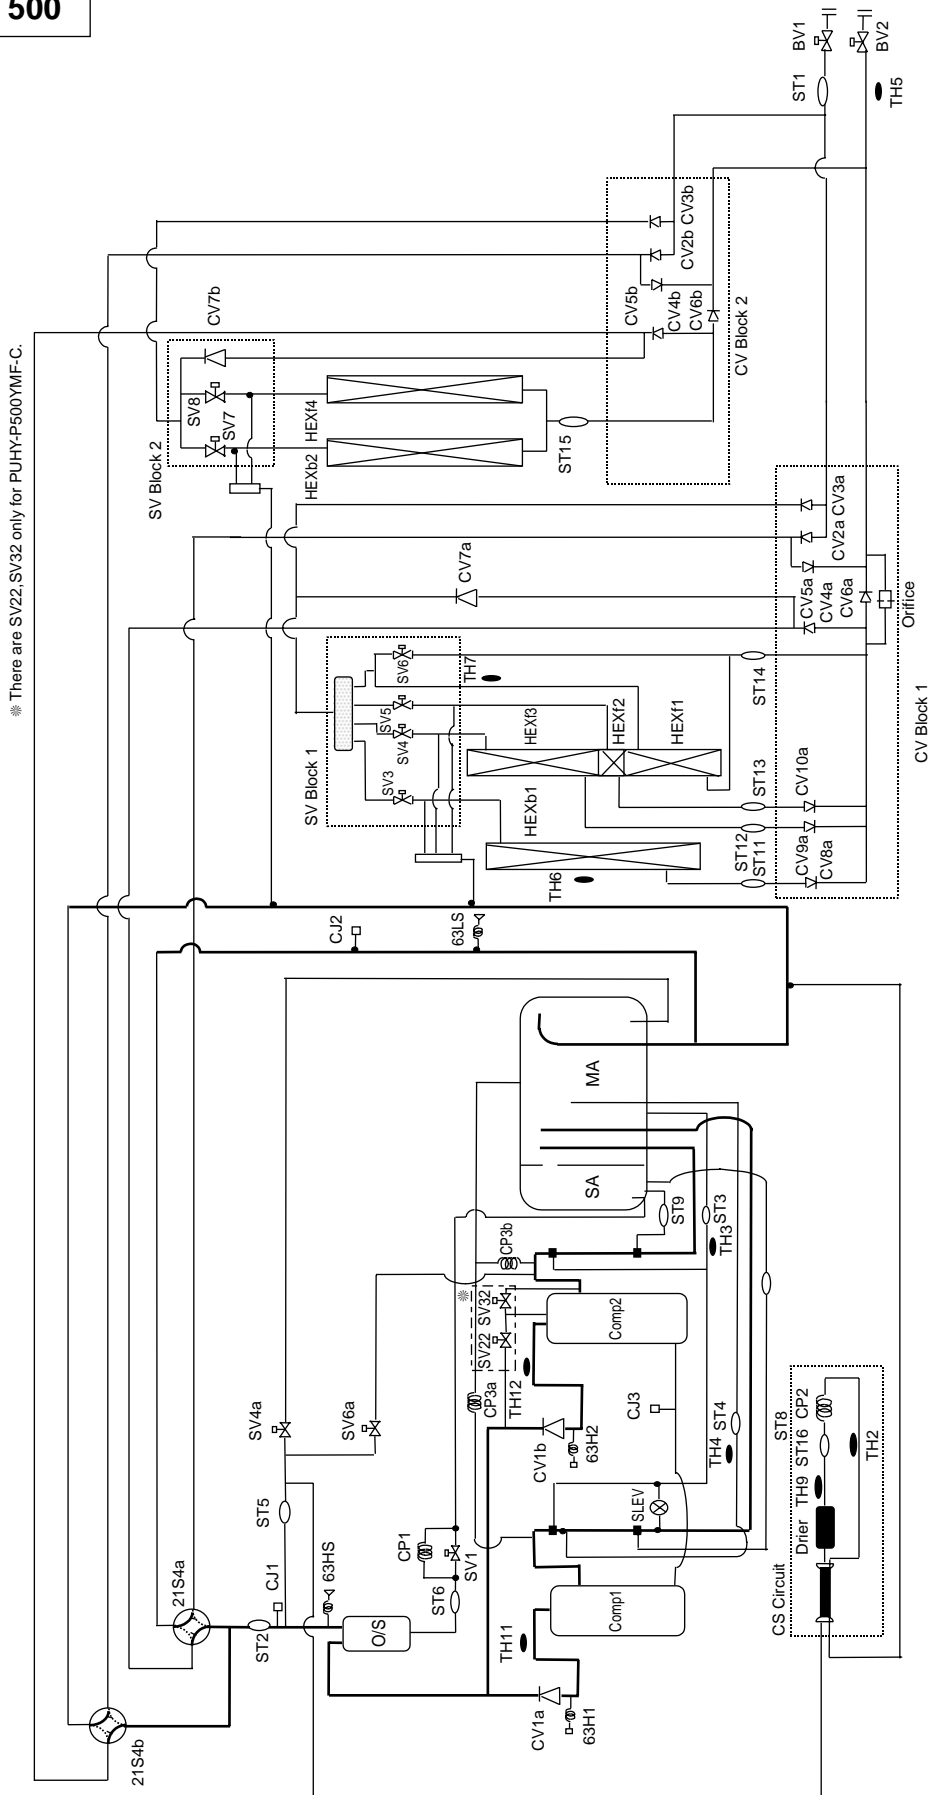 500
❊ There are SV22,SV32 only for PUHY-P500YMF-C.
BV1
BV2
ST1
TH5
CV7b
SV Block 2
SV8
SV7
HEXf4
HEXb2
ST15
CV3b
CV2b
CV5b
CV4b
CV6b
CV Block 2
CV7a
SV Block 1
SV6
SV5
SV4
SV3
TH7
HEXf3
HEXf2
HEXf1
HEXb1
TH6
ST14
ST13
ST12
ST11
CV3a
CV2a
CV5a
CV4a
CV6a
Orifice
CV10a
CV9a
CV8a
CV Block 1
CJ2
63LS
MA
SA
ST9
ST3
TH3
CP3b
❊
SV32
SV22
Comp2
TH12
CP3a
CV1b
63H2
CJ3
ST4
TH4
SLEV
SV4a
SV6a
ST5
CP1
SV1
ST6
CJ1
63HS
ST2
O/S
21S4a
21S4b
Comp1
TH11
CV1a
63H1
ST8
CP2
ST16
TH9
TH2
Drier
CS Circuit